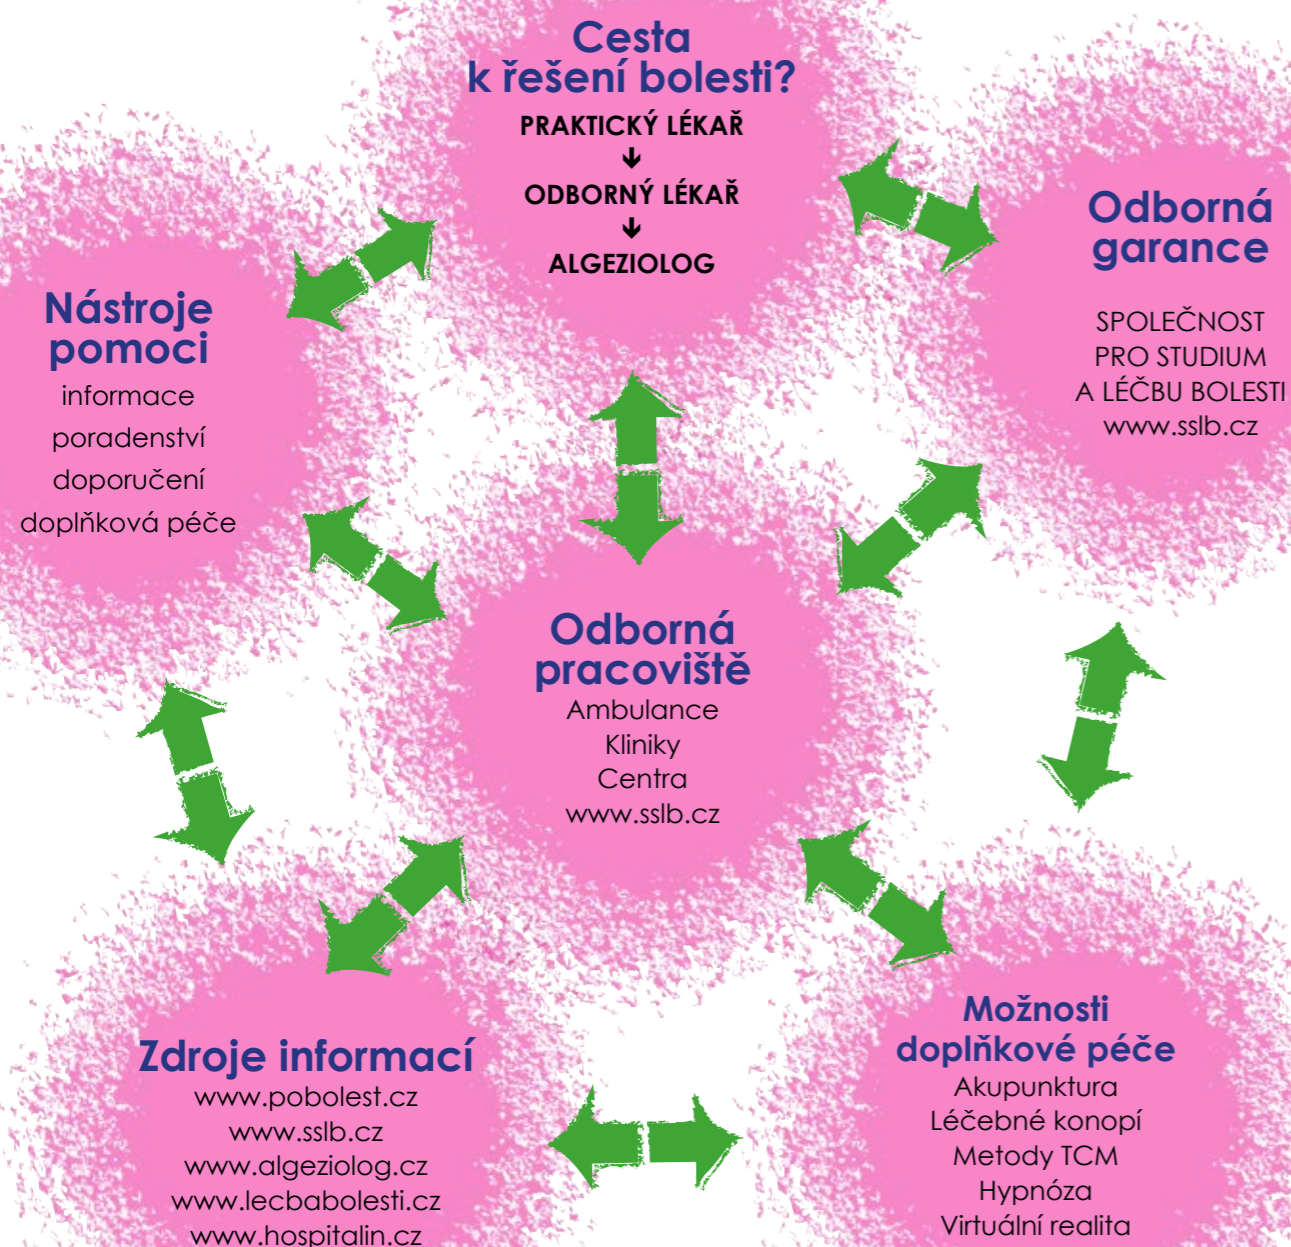 Cesta
k řešení bolesti?
PRAKTICKÝ LÉKAŘ
ODBORNÝ LÉKAŘ
ALGEZIOLOG
Odborná
garance
SPOLEČNOST
PRO STUDIUM
A LÉČBU BOLESTI
www.sslb.cz
Nástroje
pomoci
informace
poradenství
doporučení
doplňková péče
Odborná
pracoviště
Ambulance
Kliniky
Centra
www.sslb.cz
Zdroje informací
www.pobolest.cz
www.sslb.cz
www.algeziolog.cz
www.lecbabolesti.cz
www.hospitalin.cz
Možnosti
doplňkové péče
Akupunktura
Léčebné konopí
Metody TCM
Hypnóza
Virtuální realita